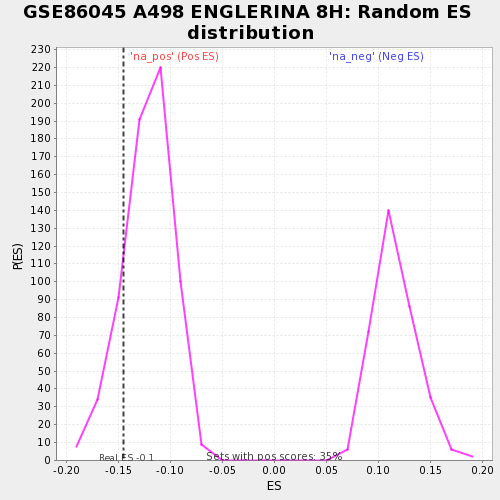 GSE86045 A498 ENGLERINA 8H: Random ES
distribution
'na_pos' (Pos ES)
'na_neg' (Neg ES)
230
220
210
200
190
180
170
160
150
140
130
120
110
100
90
80
70
60
50
40
30
20
10
0
P(ES)
Real ES -0.1
Sets with pos scores: 35%
-0.20 -0.15 -0.10 -0.05 0.00 0.05 0.10 0.15 0.20
ES